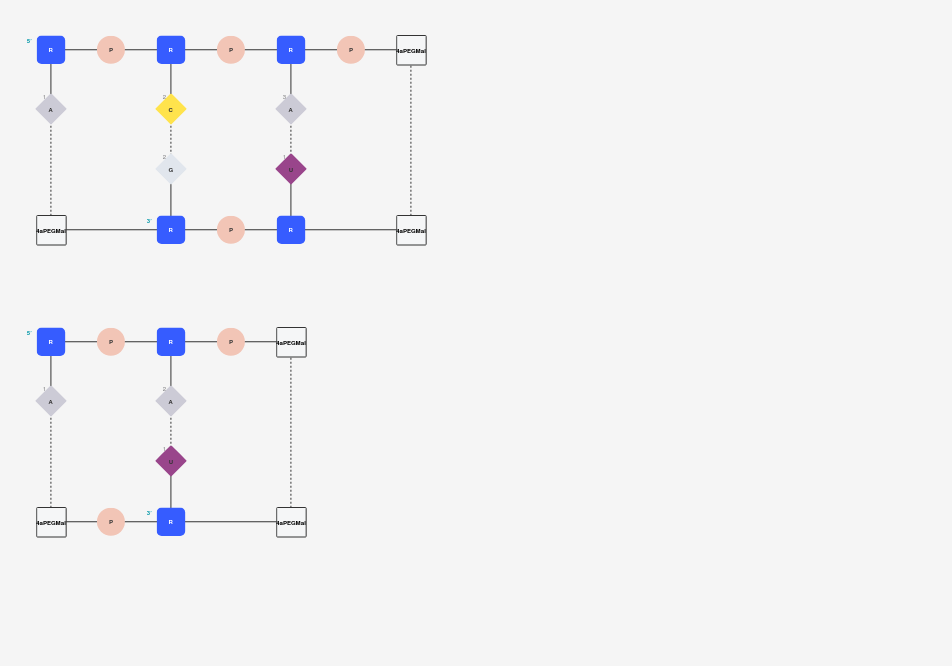 5' R P R P R P 4aPEGMal
1 A 2 C 3 A
2 G 1 U
4aPEGMal 3' R P R 4aPEGMal
5' R P R P 4aPEGMal
1 A 2 A
1 U
4aPEGMal P 3' R 4aPEGMal